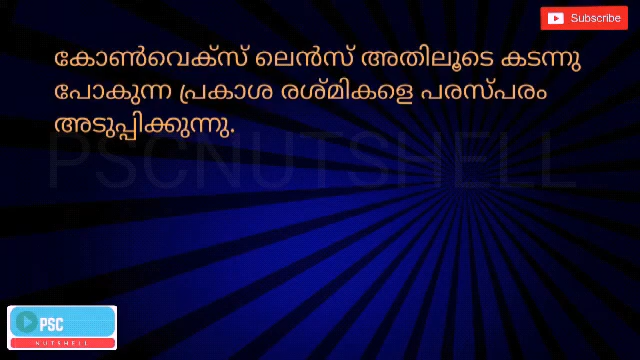 Subscribe
കോൺവെക്സ് ലെൻസ് അതിലൂടെ കടന്നു
പോകുന്ന പ്രകാശ രശ്മികളെ പരസ്പരം
അടുപ്പിക്കുന്നു.
PSCNUTSHELL
PSC
NUTSHELL